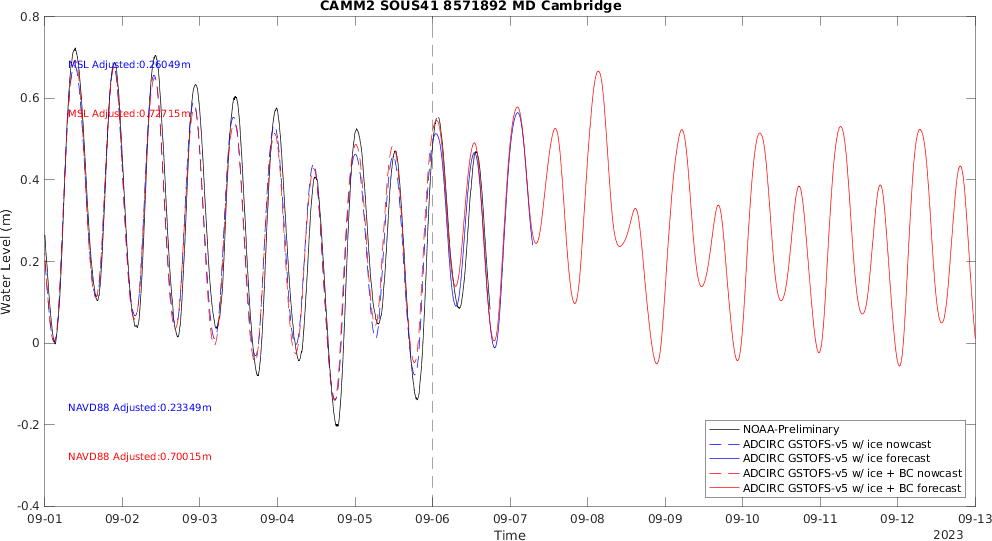 CAMM2 SOUS41 8571892 MD Cambridge
0.8
0.6
0.4
0.2
0
-0.2
-0.4
Water Level (m)
MSL Adjusted:0.26049m
MSL Adjusted:0.72715m
NAVD88 Adjusted:0.23349m
NAVD88 Adjusted:0.70015m
NOAA-Preliminary
ADCIRC GSTOFS-v5 w/ ice nowcast
ADCIRC GSTOFS-v5 w/ ice forecast
ADCIRC GSTOFS-v5 w/ ice + BC nowcast
ADCIRC GSTOFS-v5 w/ ice + BC forecast
09-01 09-02 09-03 09-04 09-05 09-06 09-07 09-08 09-09 09-10 09-11 09-12 09-13
Time
2023